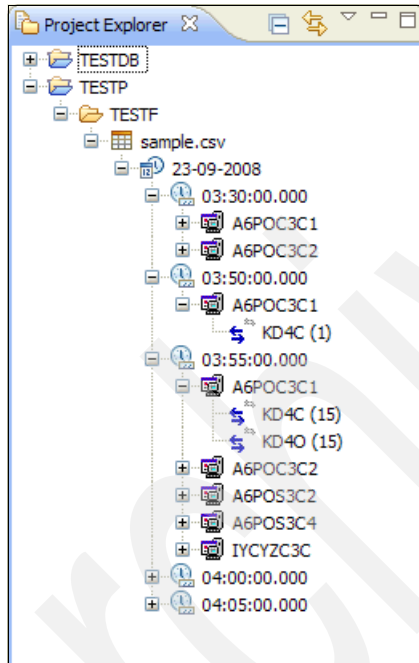 Project Explorer
TESTDB
TESTP
TESTF
sample.csv
23-09-2008
03:30:00.000
A6POC3C1
A6POC3C2
03:50:00.000
A6POC3C1
KD4C (1)
03:55:00.000
A6POC3C1
KD4C (15)
KD4O (15)
A6POC3C2
A6POS3C2
A6POS3C4
IYCYZC3C
04:00:00.000
04:05:00.000